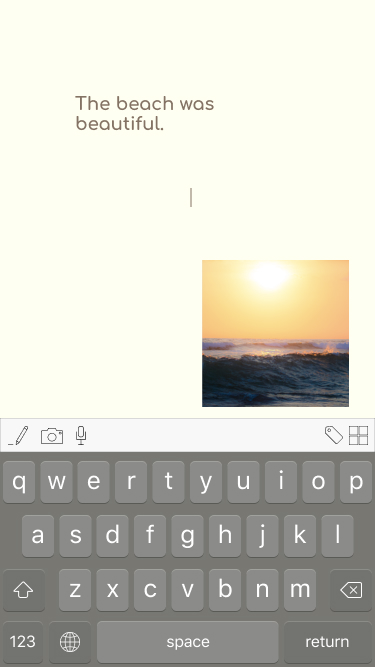 The beach was
beautiful.
q w e r t y u i o p
a s d f g h j k l
z x c v b n m
123 space return